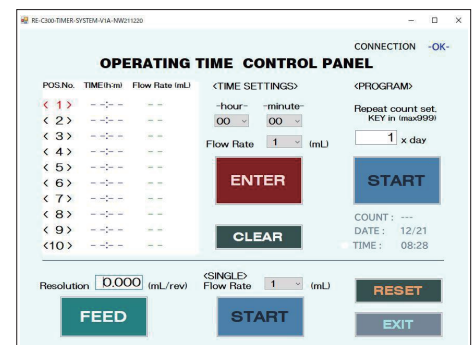 RE-C300-TIMER-SYSTEM-V1A-NW211220
CONNECTION -OK-
OPERATING TIME CONTROL PANEL
POS.No. TIME(h:m) Flow Rate (mL)
< 1 > --:-- --
< 2 > --:-- --
< 3 > --:-- --
< 4 > --:-- --
< 5 > --:-- --
< 6 > --:-- --
< 7 > --:-- --
< 8 > --:-- --
< 9 > --:-- --
<10 > --:-- --
<TIME SETTINGS>
-hour- -minute-
00 00
Flow Rate 1 (mL)
ENTER
CLEAR
<PROGRAM>
Repeat count set.
KEY in (max999)
1 x day
START
COUNT : ---
DATE : 12/21
TIME : 08:28
Resolution 0.000 (mL/rev)
FEED
<SINGLE>
Flow Rate 1 (mL)
START
RESET
EXIT